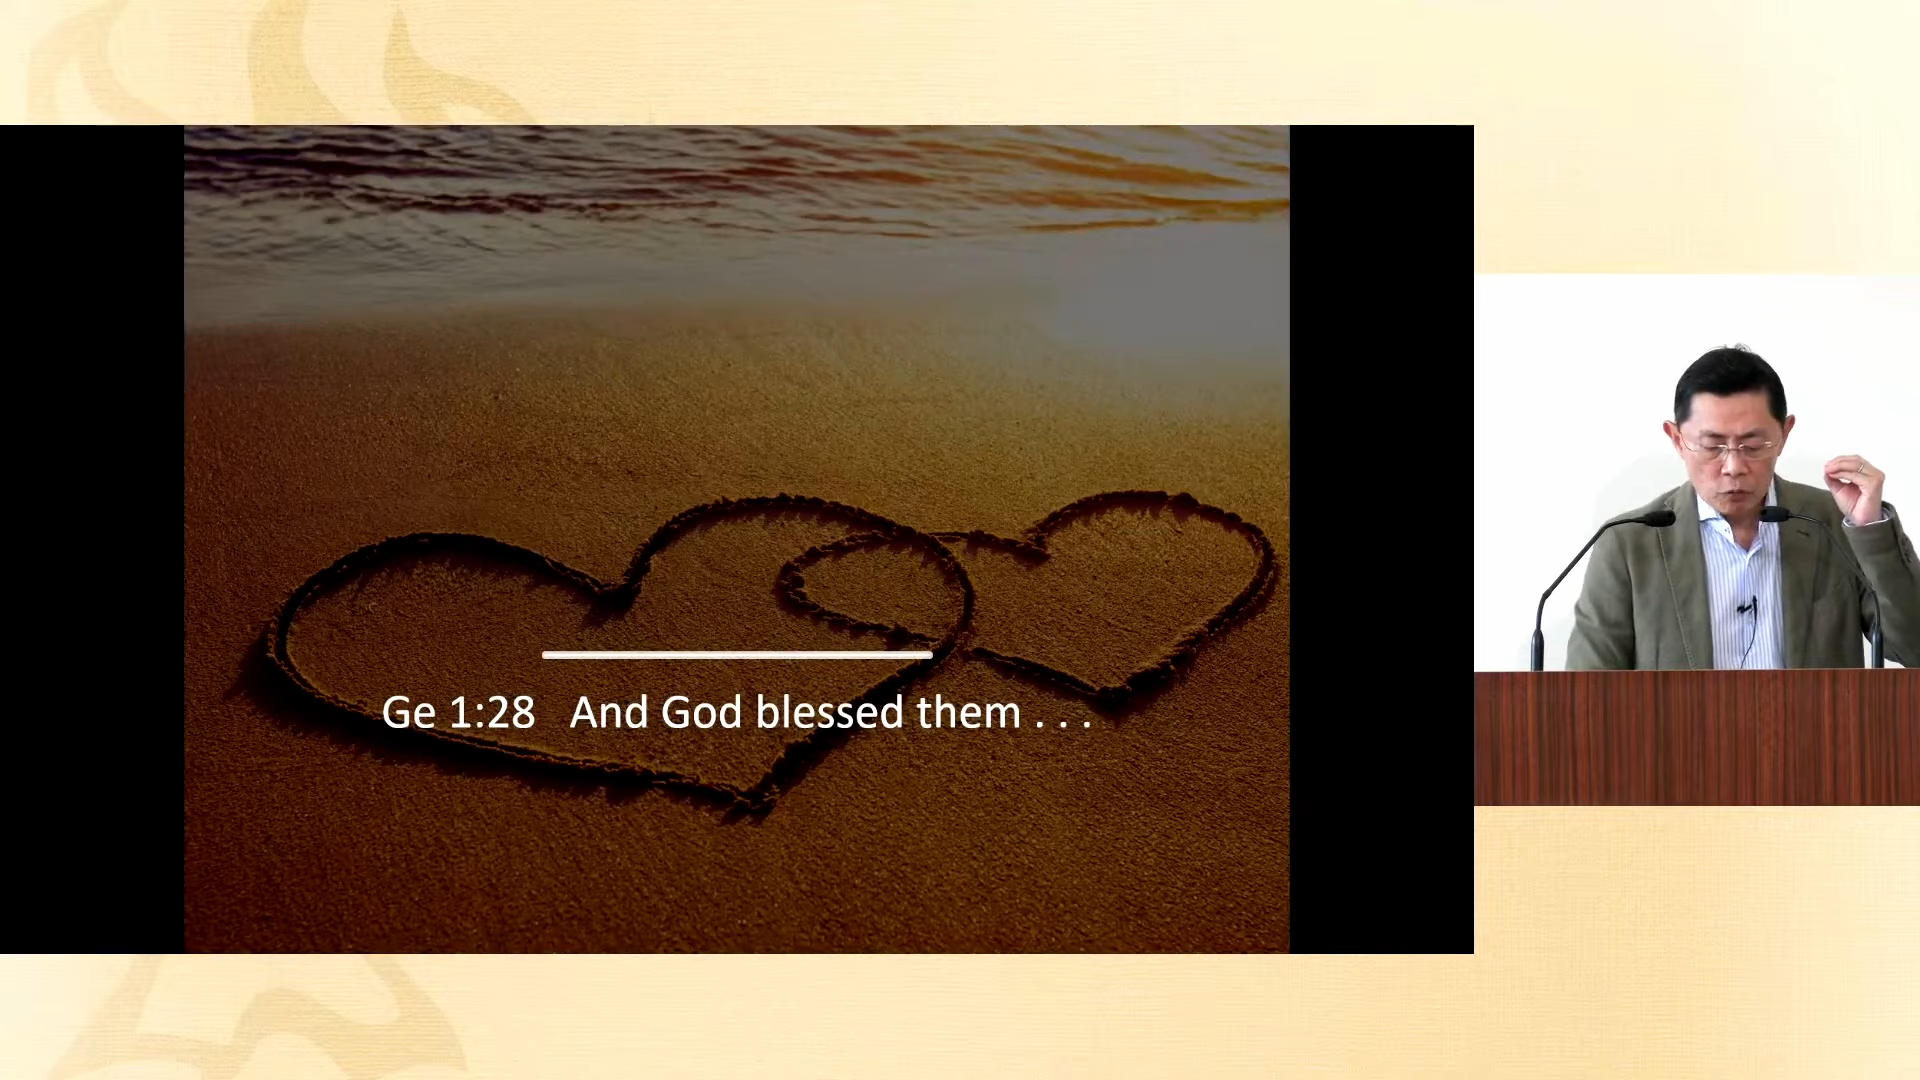 Ge 1:28 And God blessed them . . .